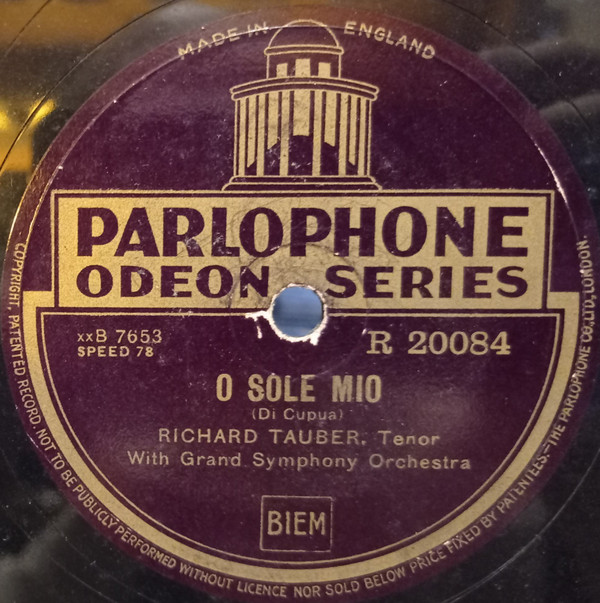 MADE IN ENGLAND
PARLOPHONE
ODEON SERIES
xxB 7653
SPEED 78
R 20084
O SOLE MIO
(Di Cupua)
RICHARD TAUBER, Tenor
With Grand Symphony Orchestra
BIEM
COPYRIGHT, PATENTED RECORD. NOT TO BE PUBLICLY PERFORMED WITHOUT LICENCE NOR SOLD BELOW PRICE FIXED BY PATENTEES.-THE PARLOPHONE CO., LTD., LONDON.